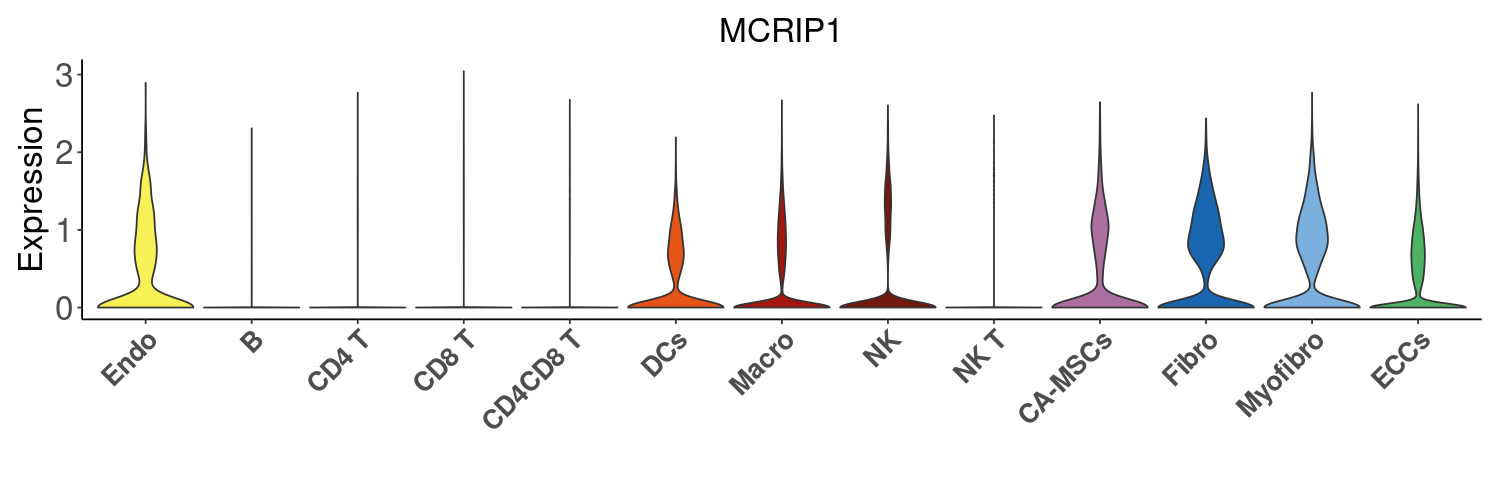 MCRIP1
Expression
3
2
1
0
Endo
B
CD4 T
CD8 T
CD4CD8 T
DCs
Macro
NK
NK T
CA-MSCs
Fibro
Myofibro
ECCs